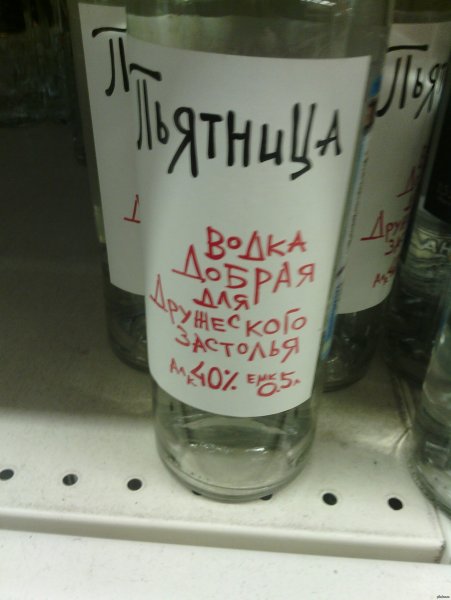 Пьятница
Водка
Добрая
для
Дружеского
застолья
Алк 40% Емк 0.5л